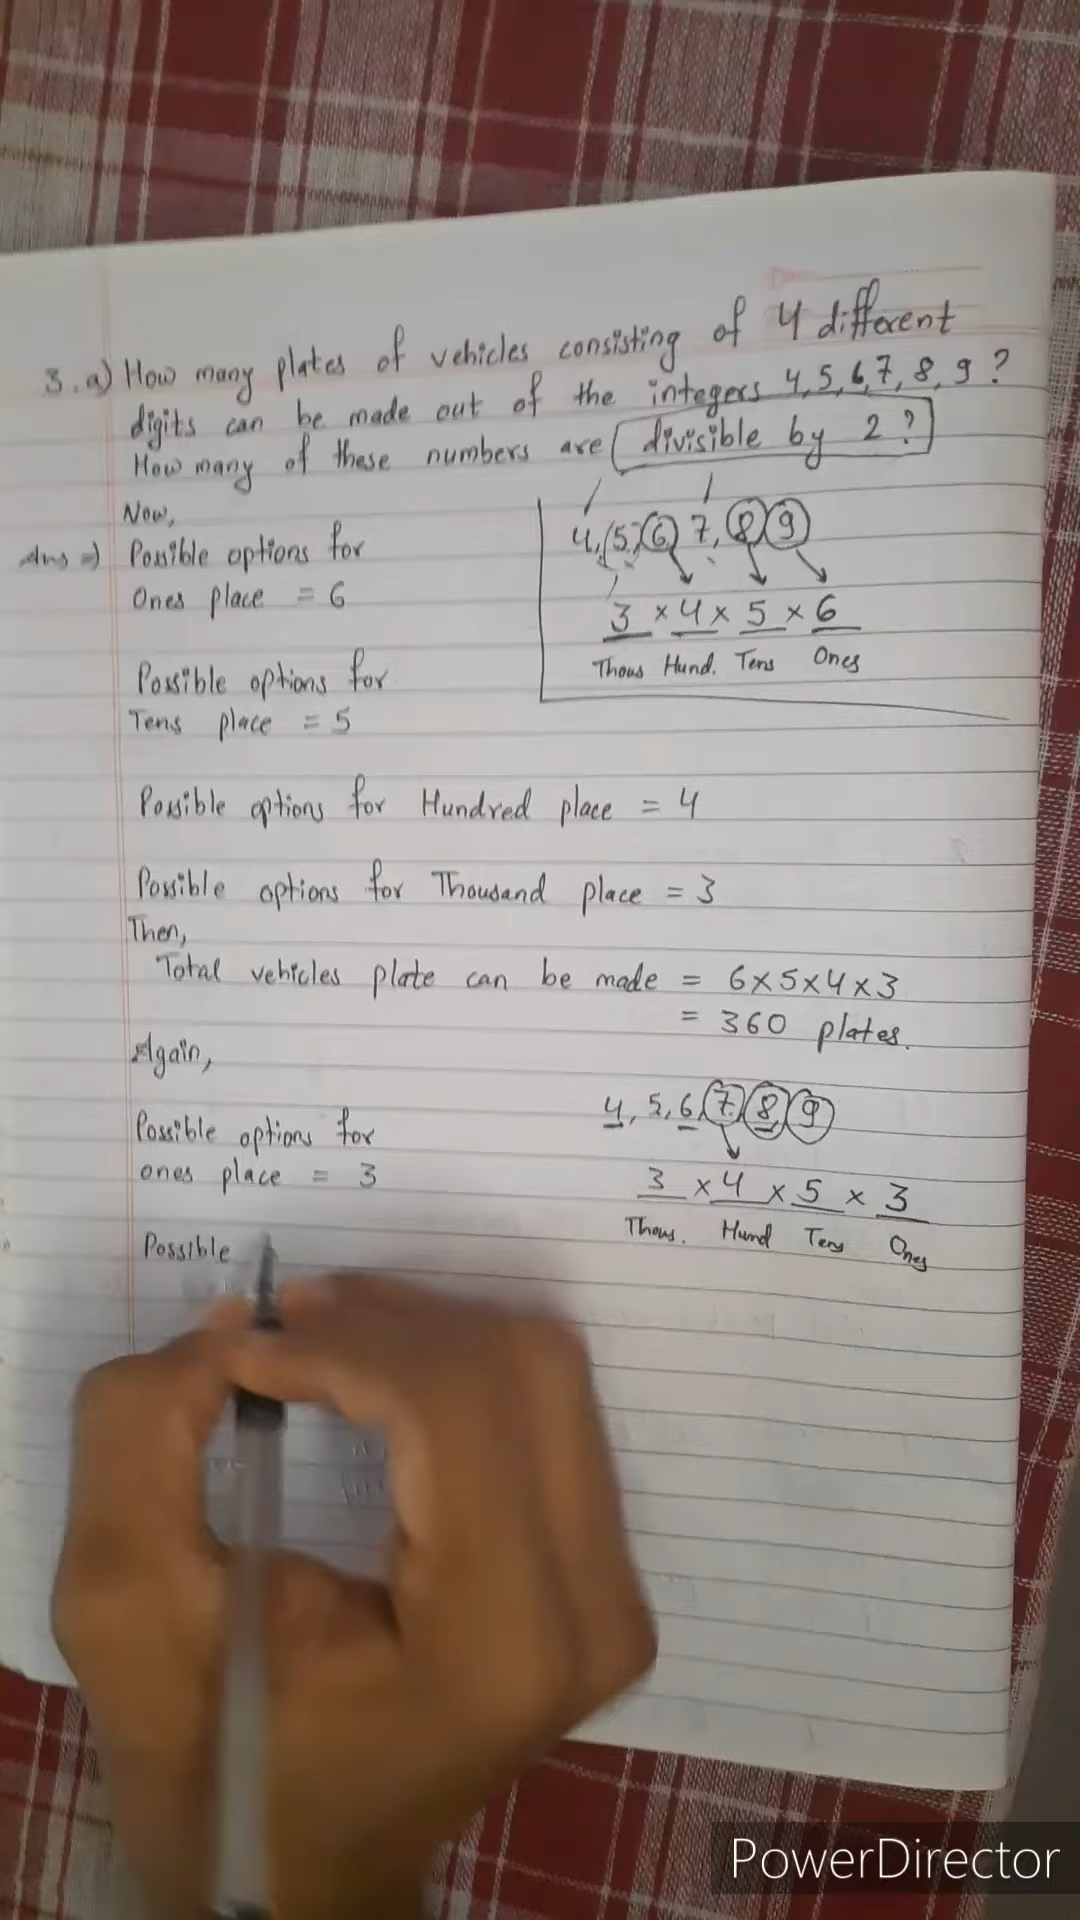 3. a) How many plates of vehicles consisting of 4 different
digits can be made out of the integers 4, 5, 6, 7, 8, 9 ?
How many of these numbers are divisible by 2 ?
Now,
Ans ⇒) Possible options for
Ones place = 6
4, 5, 6 7, 8 9
3 × 4 × 5 × 6
Thous Hund. Tens Ones
Possible options for
Tens place = 5
Possible options for Hundred place = 4
Possible options for Thousand place = 3
Then,
Total vehicles plate can be made = 6×5×4×3
= 360 plates.
Again,
Possible options for
ones place = 3
4, 5, 6, 7, 8, 9
3 × 4 × 5 × 3
Thous. Hund Tens Ones
Possible
PowerDirector